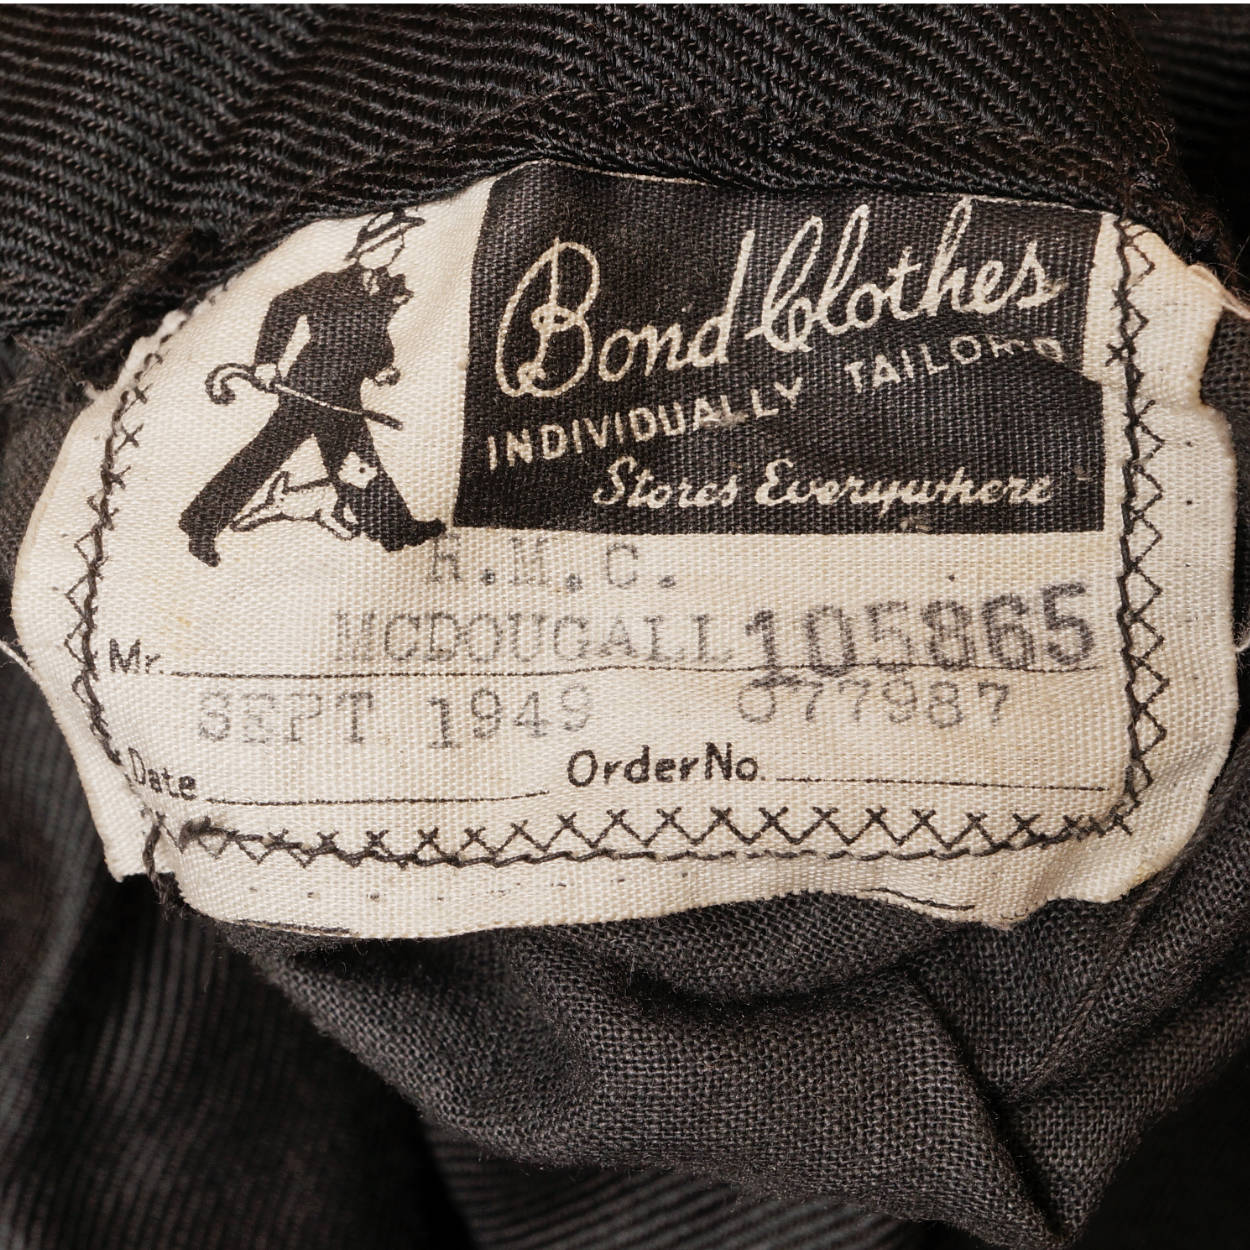 Bond Clothes
INDIVIDUALLY TAILORED
Stores Everywhere
R.M.C.
Mr. MCDOUGALL 105865
SEPT 1949 077987
Date Order No.